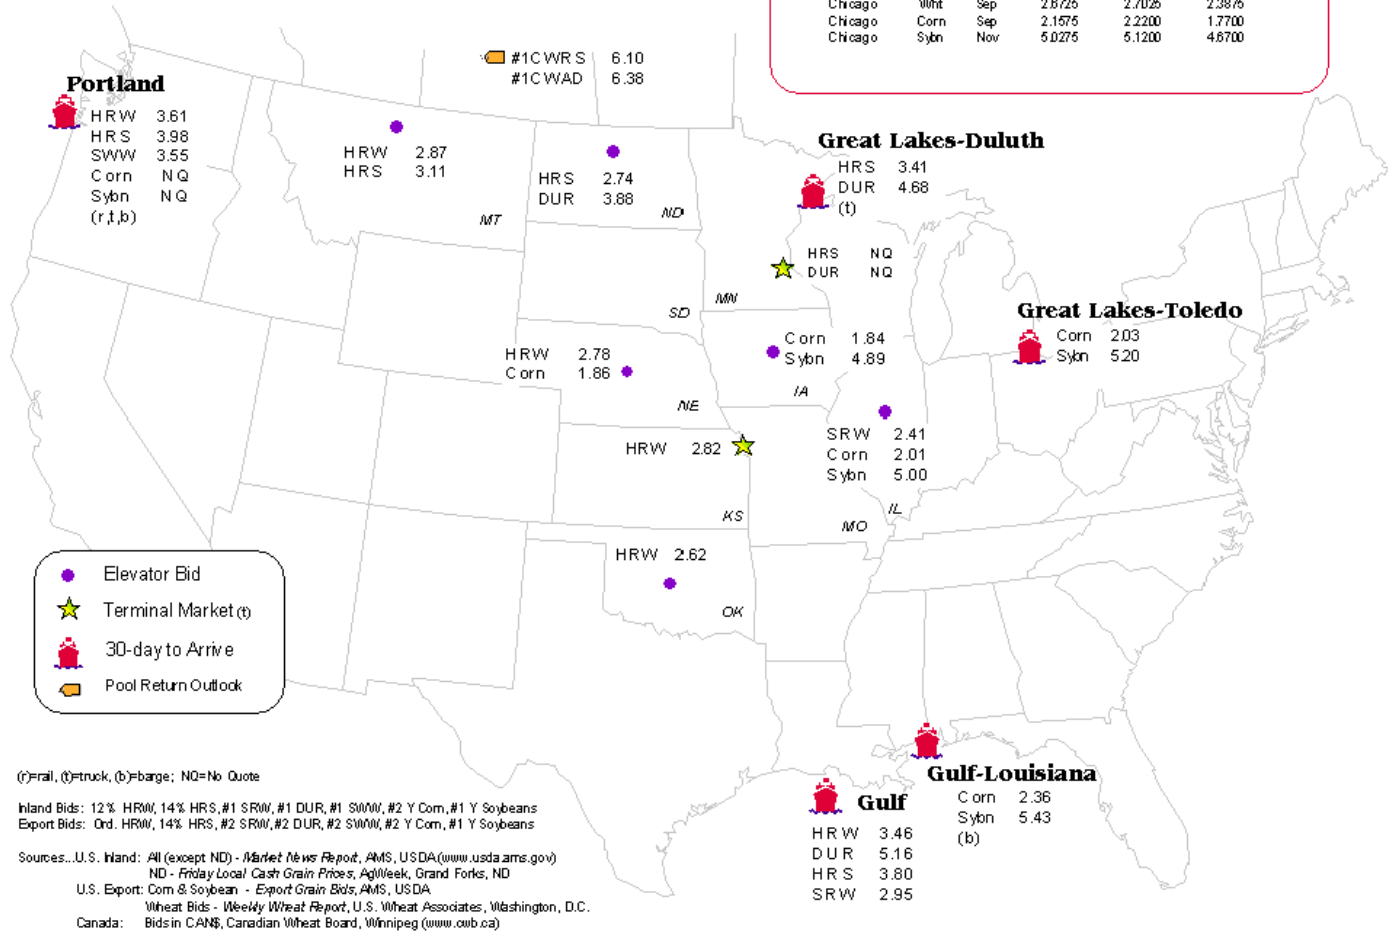 Chicago Wht Sep 2.6725 2.7025 2.3875
Chicago Corn Sep 2.1575 2.2200 1.7700
Chicago Sybn Nov 5.0275 5.1200 4.6700
#1CWRS 6.10
#1CWAD 6.38
Portland
HRW 3.61
HRS 3.98
SWW 3.55
Corn NQ
Sybn NQ
(r,t,b)
HRW 2.87
HRS 3.11
MT
HRS 2.74
DUR 3.88
ND
Great Lakes-Duluth
HRS 3.41
DUR 4.68
(t)
HRS NQ
DUR NQ
MN
SD
Great Lakes-Toledo
Corn 2.03
Sybn 5.20
HRW 2.78
Corn 1.86
NE
Corn 1.84
Sybn 4.89
IA
SRW 2.41
Corn 2.01
Sybn 5.00
IL
HRW 2.82
KS
MO
HRW 2.62
OK
Elevator Bid
Terminal Market (t)
30-day to Arrive
Pool Return Outlook
Gulf-Louisiana
Corn 2.36
Sybn 5.43
(b)
Gulf
HRW 3.46
DUR 5.16
HRS 3.80
SRW 2.95
(r)=rail, (t)=truck, (b)=barge; NQ=No Quote
Inland Bids: 12% HRW, 14% HRS, #1 SRW, #1 DUR, #1 SWW, #2 Y Corn, #1 Y Soybeans
Export Bids: Ord. HRW, 14% HRS, #2 SRW, #2 DUR, #2 SWW, #2 Y Corn, #1 Y Soybeans
Sources...U.S. Inland: All (except ND) - Market News Report, AMS, USDA (www.usda.ams.gov)
ND - Friday Local Cash Grain Prices, AgWeek, Grand Forks, ND
U.S. Export: Corn & Soybean - Export Grain Bids, AMS, USDA
Wheat Bids - Weekly Wheat Report, U.S. Wheat Associates, Washington, D.C.
Canada: Bids in CAN$, Canadian Wheat Board, Winnipeg (www.cwb.ca)